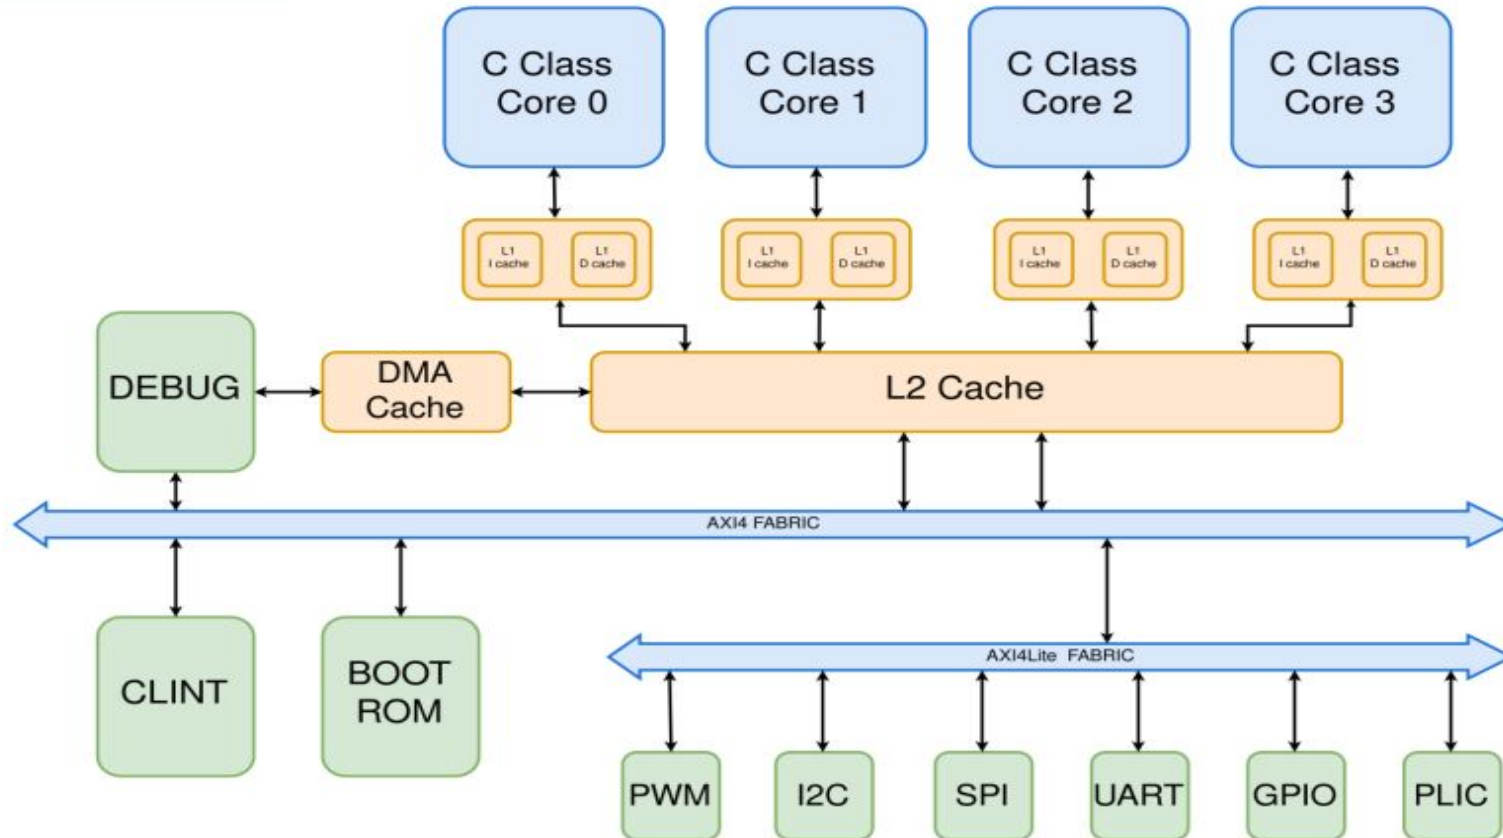 C Class
Core 0
C Class
Core 1
C Class
Core 2
C Class
Core 3
L1
I cache
L1
D cache
L1
I cache
L1
D cache
L1
I cache
L1
D cache
L1
I cache
L1
D cache
DEBUG
DMA
Cache
L2 Cache
AXI4 FABRIC
CLINT
BOOT
ROM
AXI4Lite FABRIC
PWM
I2C
SPI
UART
GPIO
PLIC